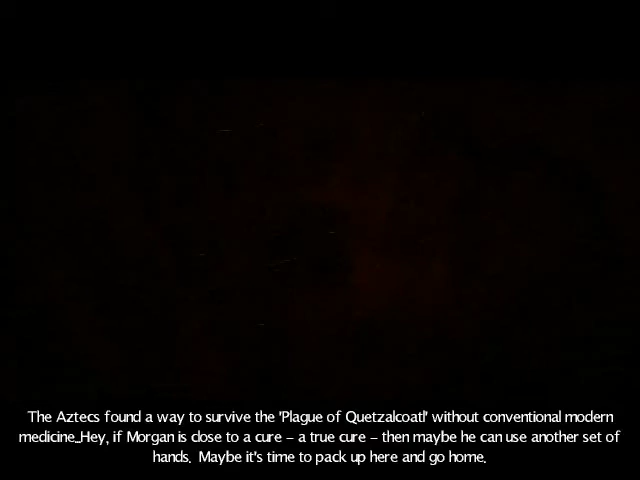 The Aztecs found a way to survive the 'Plague of Quetzalcoatl' without conventional modern
medicine...Hey, if Morgan is close to a cure - a true cure - then maybe he can use another set of
hands. Maybe it's time to pack up here and go home.